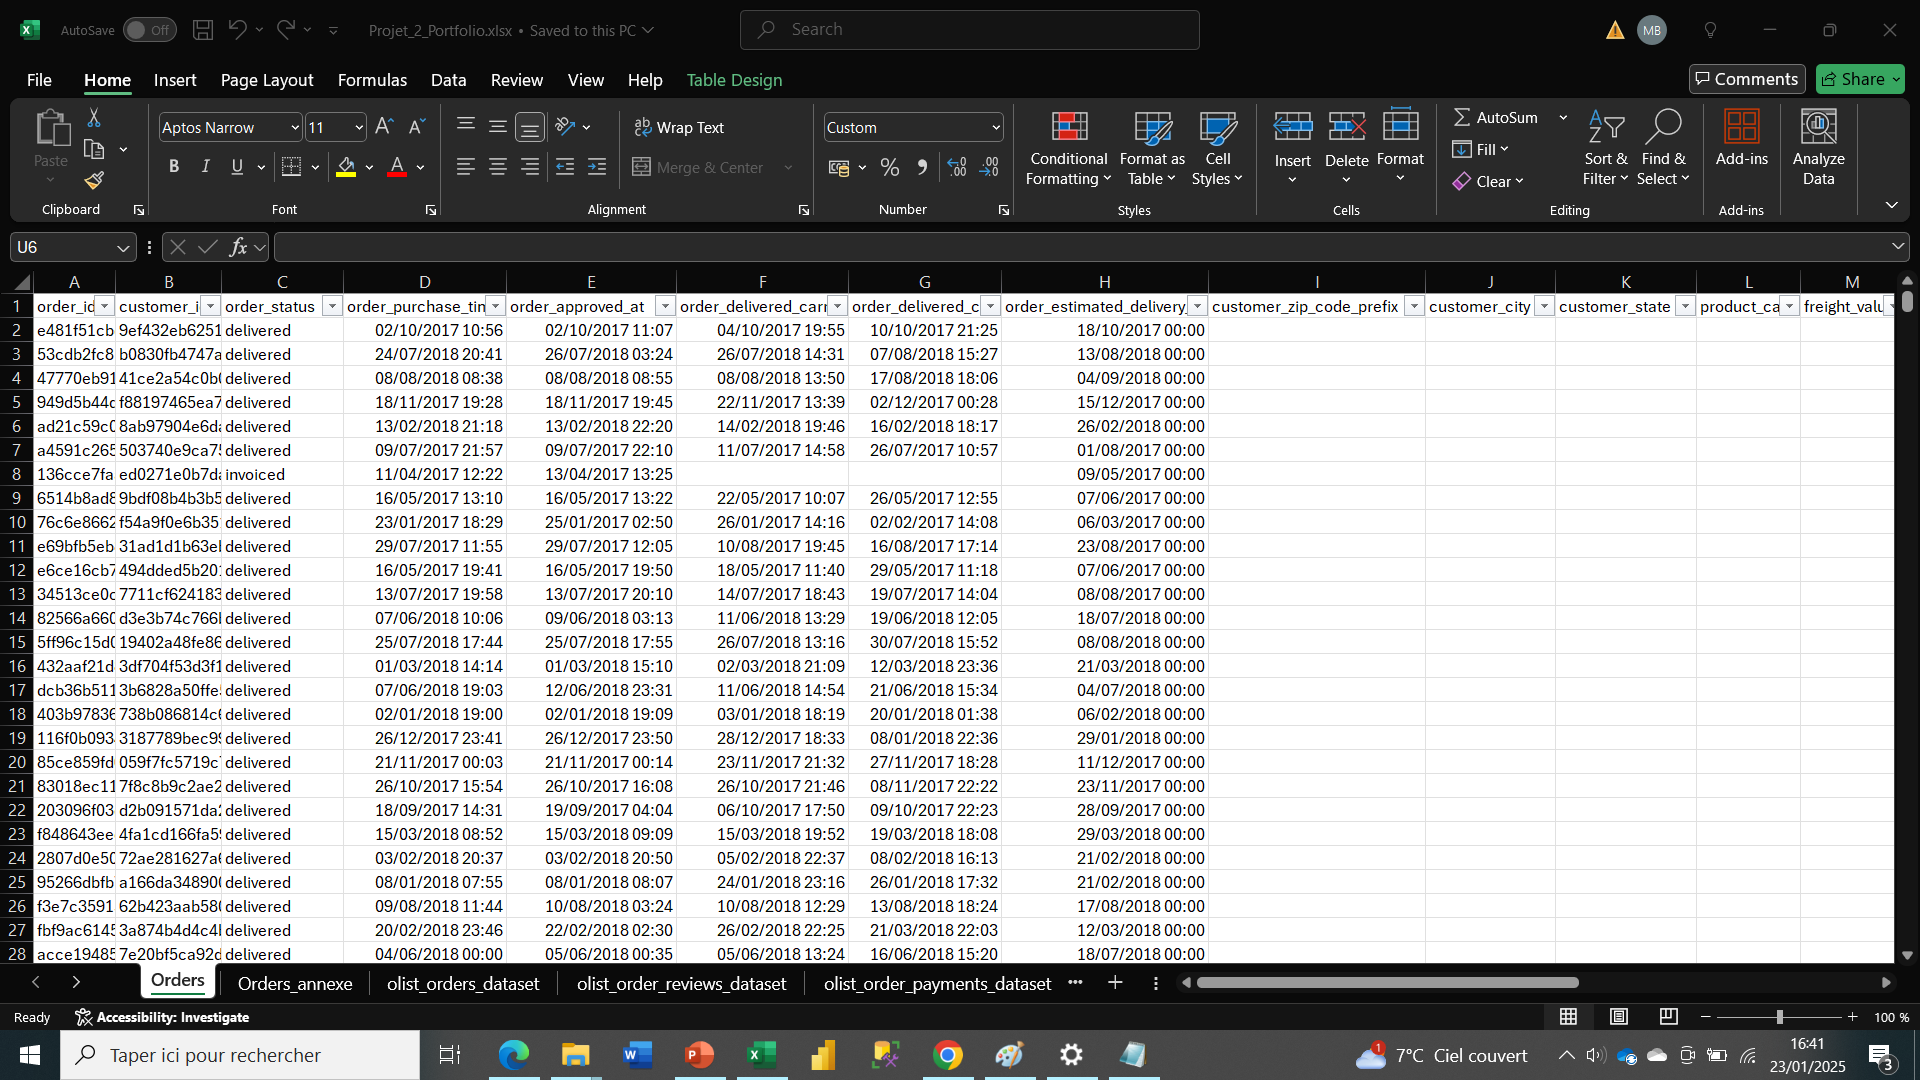 AutoSave Off Projet_2_Portfolio.xlsx • Saved to this PC Search MB
File Home Insert Page Layout Formulas Data Review View Help Table Design Comments Share
Paste Aptos Narrow 11 Wrap Text Custom Conditional Formatting Format as Table Cell Styles Insert Delete Format AutoSum Fill Clear Sort & Filter Find & Select Add-ins Analyze Data
B I U Merge & Center
Clipboard Font Alignment Number Styles Cells Editing Add-ins
U6 fx
A B C D E F G H I J K L M
1 order_id customer_i order_status order_purchase_tin order_approved_at order_delivered_carr order_delivered_c order_estimated_delivery_ customer_zip_code_prefix customer_city customer_state product_ca freight_valu
2 e481f51cb 9ef432eb6251 delivered 02/10/2017 10:56 02/10/2017 11:07 04/10/2017 19:55 10/10/2017 21:25 18/10/2017 00:00
3 53cdb2fc8 b0830fb4747a delivered 24/07/2018 20:41 26/07/2018 03:24 26/07/2018 14:31 07/08/2018 15:27 13/08/2018 00:00
4 47770eb91 41ce2a54c0b delivered 08/08/2018 08:38 08/08/2018 08:55 08/08/2018 13:50 17/08/2018 18:06 04/09/2018 00:00
5 949d5b44 f88197465ea7 delivered 18/11/2017 19:28 18/11/2017 19:45 22/11/2017 13:39 02/12/2017 00:28 15/12/2017 00:00
6 ad21c59c0 8ab97904e6d delivered 13/02/2018 21:18 13/02/2018 22:20 14/02/2018 19:46 16/02/2018 18:17 26/02/2018 00:00
7 a4591c265 503740e9ca7 delivered 09/07/2017 21:57 09/07/2017 22:10 11/07/2017 14:58 26/07/2017 10:57 01/08/2017 00:00
8 136cce7fa ed0271e0b7d invoiced 11/04/2017 12:22 13/04/2017 13:25 09/05/2017 00:00
9 6514b8ad8 9bdf08b4b3b5 delivered 16/05/2017 13:10 16/05/2017 13:22 22/05/2017 10:07 26/05/2017 12:55 07/06/2017 00:00
10 76c6e8662 f54a9f0e6b35 delivered 23/01/2017 18:29 25/01/2017 02:50 26/01/2017 14:16 02/02/2017 14:08 06/03/2017 00:00
11 e69bfb5eb 31ad1d1b63e delivered 29/07/2017 11:55 29/07/2017 12:05 10/08/2017 19:45 16/08/2017 17:14 23/08/2017 00:00
12 e6ce16cb7 494dded5b20 delivered 16/05/2017 19:41 16/05/2017 19:50 18/05/2017 11:40 29/05/2017 11:18 07/06/2017 00:00
13 34513ce0 7711cf624183 delivered 13/07/2017 19:58 13/07/2017 20:10 14/07/2017 18:43 19/07/2017 14:04 08/08/2017 00:00
14 82566a660 d3e3b74c766 delivered 07/06/2018 10:06 09/06/2018 03:13 11/06/2018 13:29 19/06/2018 12:05 18/07/2018 00:00
15 5ff96c15d0 19402a48fe86 delivered 25/07/2018 17:44 25/07/2018 17:55 26/07/2018 13:16 30/07/2018 15:52 08/08/2018 00:00
16 432aaf21d 3df704f53d3f1 delivered 01/03/2018 14:14 01/03/2018 15:10 02/03/2018 21:09 12/03/2018 23:36 21/03/2018 00:00
17 dcb36b511 3b6828a50ffe delivered 07/06/2018 19:03 12/06/2018 23:31 11/06/2018 14:54 21/06/2018 15:34 04/07/2018 00:00
18 403b97836 738b086814c delivered 02/01/2018 19:00 02/01/2018 19:09 03/01/2018 18:19 20/01/2018 01:38 06/02/2018 00:00
19 116f0b093 3187789bec9 delivered 26/12/2017 23:41 26/12/2017 23:50 28/12/2017 18:33 08/01/2018 22:36 29/01/2018 00:00
20 85ce859fd 059f7fc5719c delivered 21/11/2017 00:03 21/11/2017 00:14 23/11/2017 21:32 27/11/2017 18:28 11/12/2017 00:00
21 83018ec11 7f8c8b9c2ae2 delivered 26/10/2017 15:54 26/10/2017 16:08 26/10/2017 21:46 08/11/2017 22:22 23/11/2017 00:00
22 203096f03 d2b091571da delivered 18/09/2017 14:31 19/09/2017 04:04 06/10/2017 17:50 09/10/2017 22:23 28/09/2017 00:00
23 f848643ee 4fa1cd166fa5 delivered 15/03/2018 08:52 15/03/2018 09:09 15/03/2018 19:52 19/03/2018 18:08 29/03/2018 00:00
24 2807d0e50 72ae281627a delivered 03/02/2018 20:37 03/02/2018 20:50 05/02/2018 22:37 08/02/2018 16:13 21/02/2018 00:00
25 95266dbfb a166da34890 delivered 08/01/2018 07:55 08/01/2018 08:07 24/01/2018 23:16 26/01/2018 17:32 21/02/2018 00:00
26 f3e7c3591 62b423aab58 delivered 09/08/2018 11:44 10/08/2018 03:24 10/08/2018 12:29 13/08/2018 18:24 17/08/2018 00:00
27 fbf9ac6145 3a874b4d4c4 delivered 20/02/2018 23:46 22/02/2018 02:30 26/02/2018 22:25 21/03/2018 22:03 12/03/2018 00:00
28 acce19485 7e20bf5ca92 delivered 04/06/2018 00:00 05/06/2018 00:35 05/06/2018 13:24 16/06/2018 15:20 18/07/2018 00:00
Orders Orders_annexe olist_orders_dataset olist_order_reviews_dataset olist_order_payments_dataset
Ready Accessibility: Investigate 100 %
Taper ici pour rechercher 1 7°C Ciel couvert 16:41
23/01/2025 3